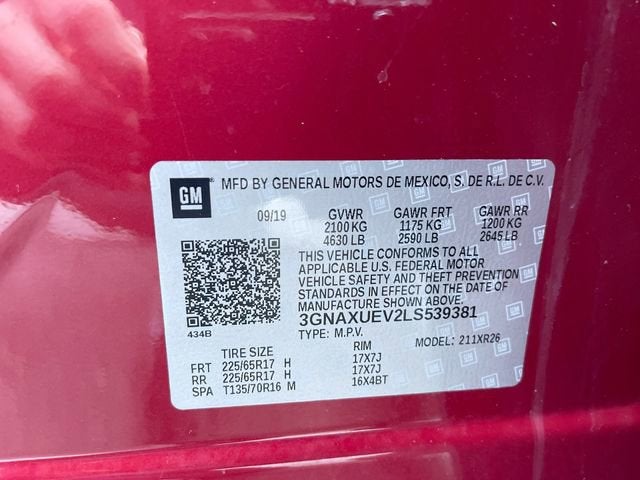 GM MFD BY GENERAL MOTORS DE MEXICO, S. DE R.L. DE C.V.
09/19 GVWR GAWR FRT GAWR RR
2100 KG 1175 KG 1200 KG
4630 LB 2590 LB 2645 LB
THIS VEHICLE CONFORMS TO ALL
APPLICABLE U.S. FEDERAL MOTOR
VEHICLE SAFETY AND THEFT PREVENTION
STANDARDS IN EFFECT ON THE DATE OF
MANUFACTURE SHOWN ABOVE.
434B 3GNAXUEV2LS539381
TYPE: M.P.V. MODEL: 211XR26
TIRE SIZE RIM
FRT 225/65R17 H 17X7J
RR 225/65R17 H 17X7J
SPA T135/70R16 M 16X4BT